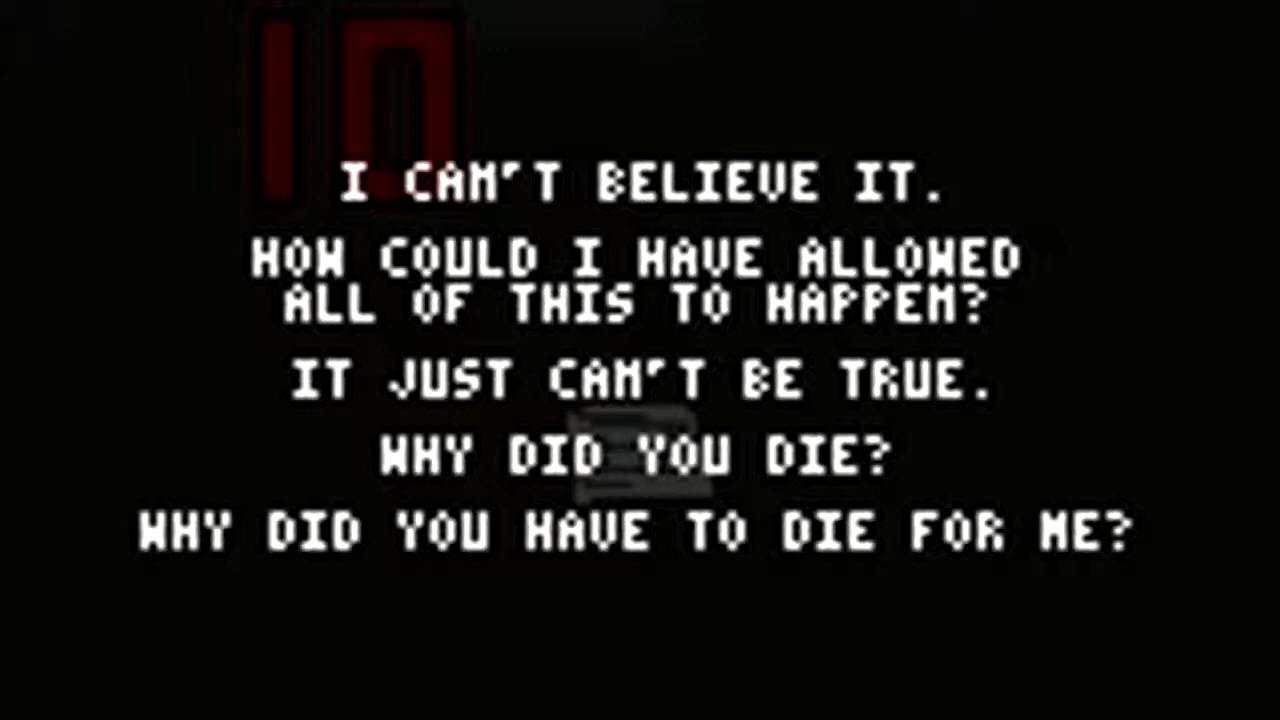 10
I CAN'T BELIEVE IT.
HOW COULD I HAVE ALLOWED
ALL OF THIS TO HAPPEN?
IT JUST CAN'T BE TRUE.
WHY DID YOU DIE?
WHY DID YOU HAVE TO DIE FOR ME?